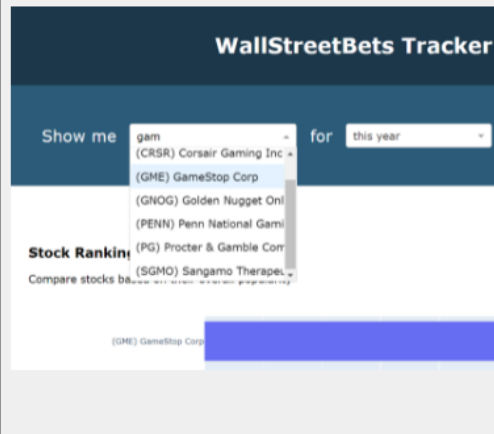 WallStreetBets Tracker
Show me gam for this year
(CRSR) Corsair Gaming Inc
(GME) GameStop Corp
(GNOG) Golden Nugget Onl
(PENN) Penn National Gami
(PG) Procter & Gamble Com
(SGMO) Sangamo Therapeu
Stock Ranking
Compare stocks based on their overall popularity
(GME) GameStop Corp